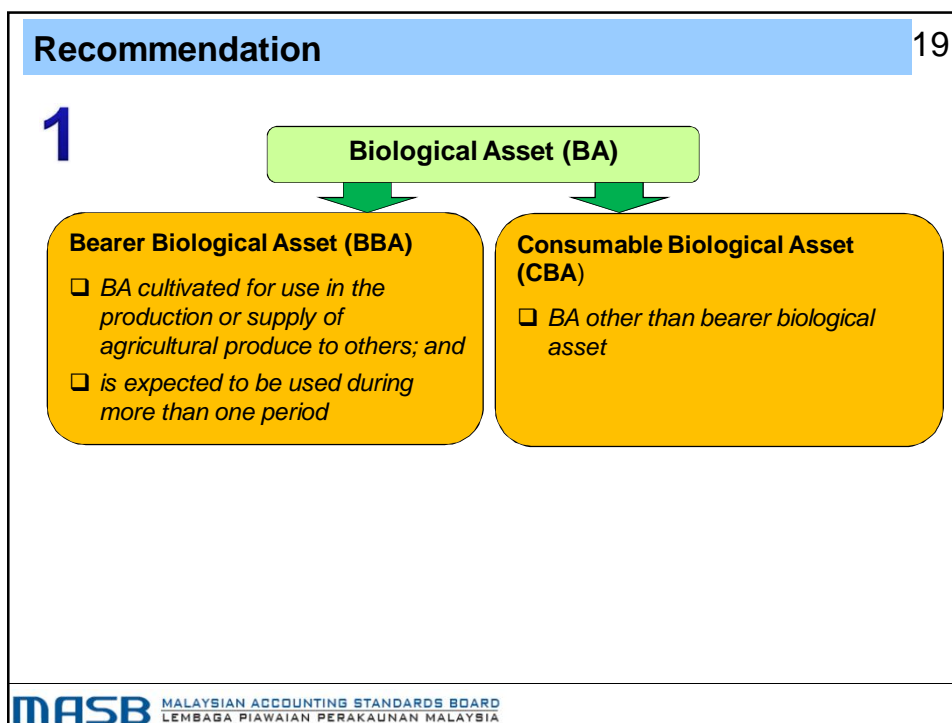 Recommendation
19
1
Biological Asset (BA)
Bearer Biological Asset (BBA)
❑ BA cultivated for use in the
production or supply of
agricultural produce to others; and
❑ is expected to be used during
more than one period
Consumable Biological Asset
(CBA)
❑ BA other than bearer biological
asset
MASB MALAYSIAN ACCOUNTING STANDARDS BOARD
LEMBAGA PIAWAIAN PERAKAUNAN MALAYSIA